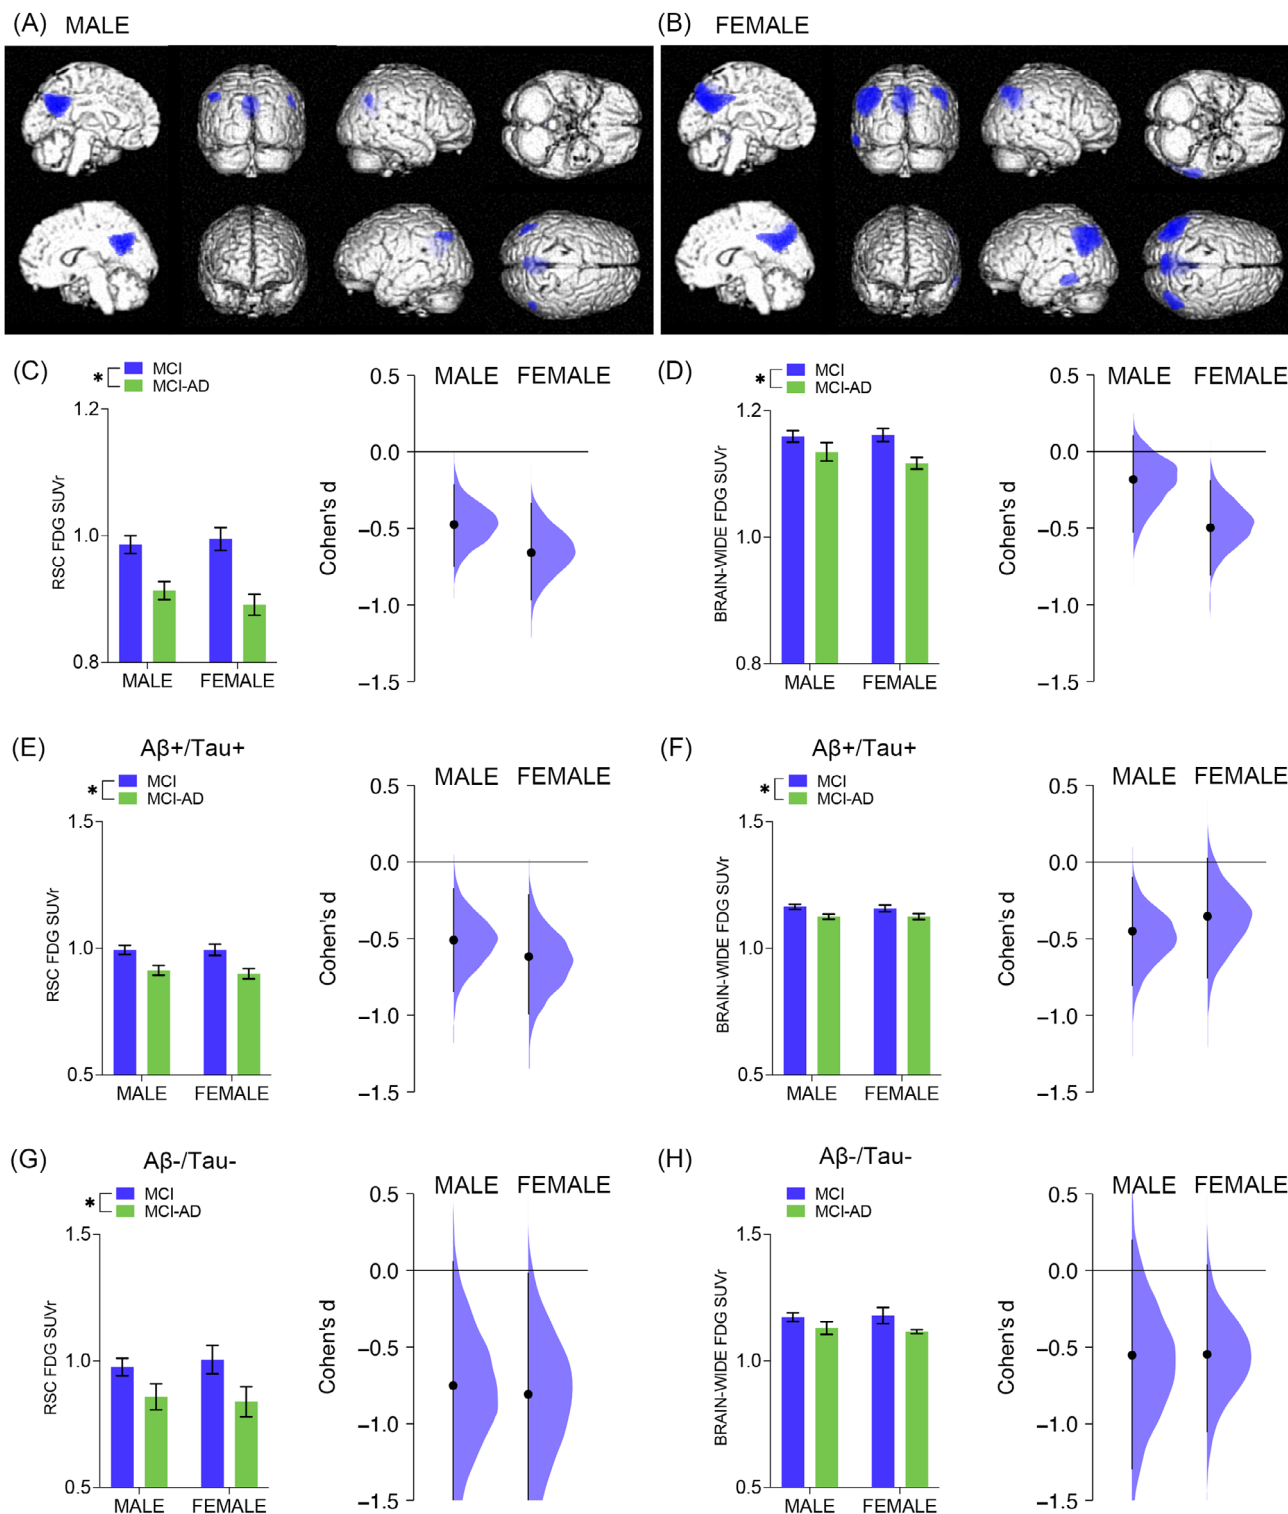 (A) MALE
(B) FEMALE
(C)
MCI
*
MCI-AD
1.2
1.0
0.8
RSC FDG SUVr
MALE FEMALE
MALE FEMALE
0.5
0.0
−0.5
−1.0
−1.5
Cohen's d
(D)
MCI
*
MCI-AD
1.2
1.0
0.8
BRAIN-WIDE FDG SUVr
MALE FEMALE
MALE FEMALE
0.5
0.0
−0.5
−1.0
−1.5
Cohen's d
(E) Aβ+/Tau+
MCI
*
MCI-AD
1.5
1.0
0.5
RSC FDG SUVr
MALE FEMALE
MALE FEMALE
0.5
0.0
−0.5
−1.0
−1.5
Cohen's d
(F) Aβ+/Tau+
MCI
*
MCI-AD
1.5
1.0
0.5
BRAIN-WIDE FDG SUVr
MALE FEMALE
MALE FEMALE
0.5
0.0
−0.5
−1.0
−1.5
Cohen's d
(G) Aβ-/Tau-
MCI
*
MCI-AD
1.5
1.0
0.5
RSC FDG SUVr
MALE FEMALE
MALE FEMALE
0.5
0.0
−0.5
−1.0
−1.5
Cohen's d
(H) Aβ-/Tau-
MCI
MCI-AD
1.5
1.0
0.5
BRAIN-WIDE FDG SUVr
MALE FEMALE
MALE FEMALE
0.5
0.0
−0.5
−1.0
−1.5
Cohen's d